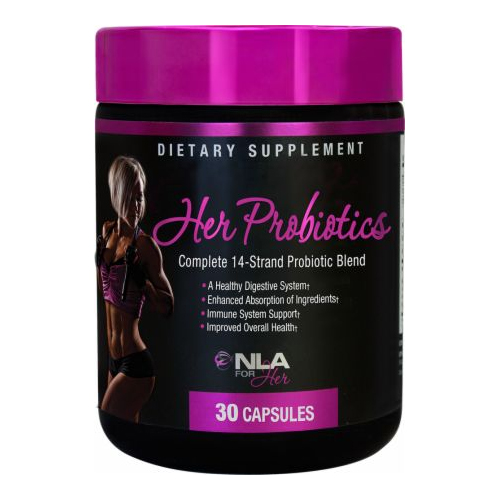 DIETARY SUPPLEMENT
Her Probiotics
Complete 14-Strand Probiotic Blend
• A Healthy Digestive System†
• Enhanced Absorption of Ingredients†
• Immune System Support†
• Improved Overall Health†
NLA
FOR Her
30 CAPSULES